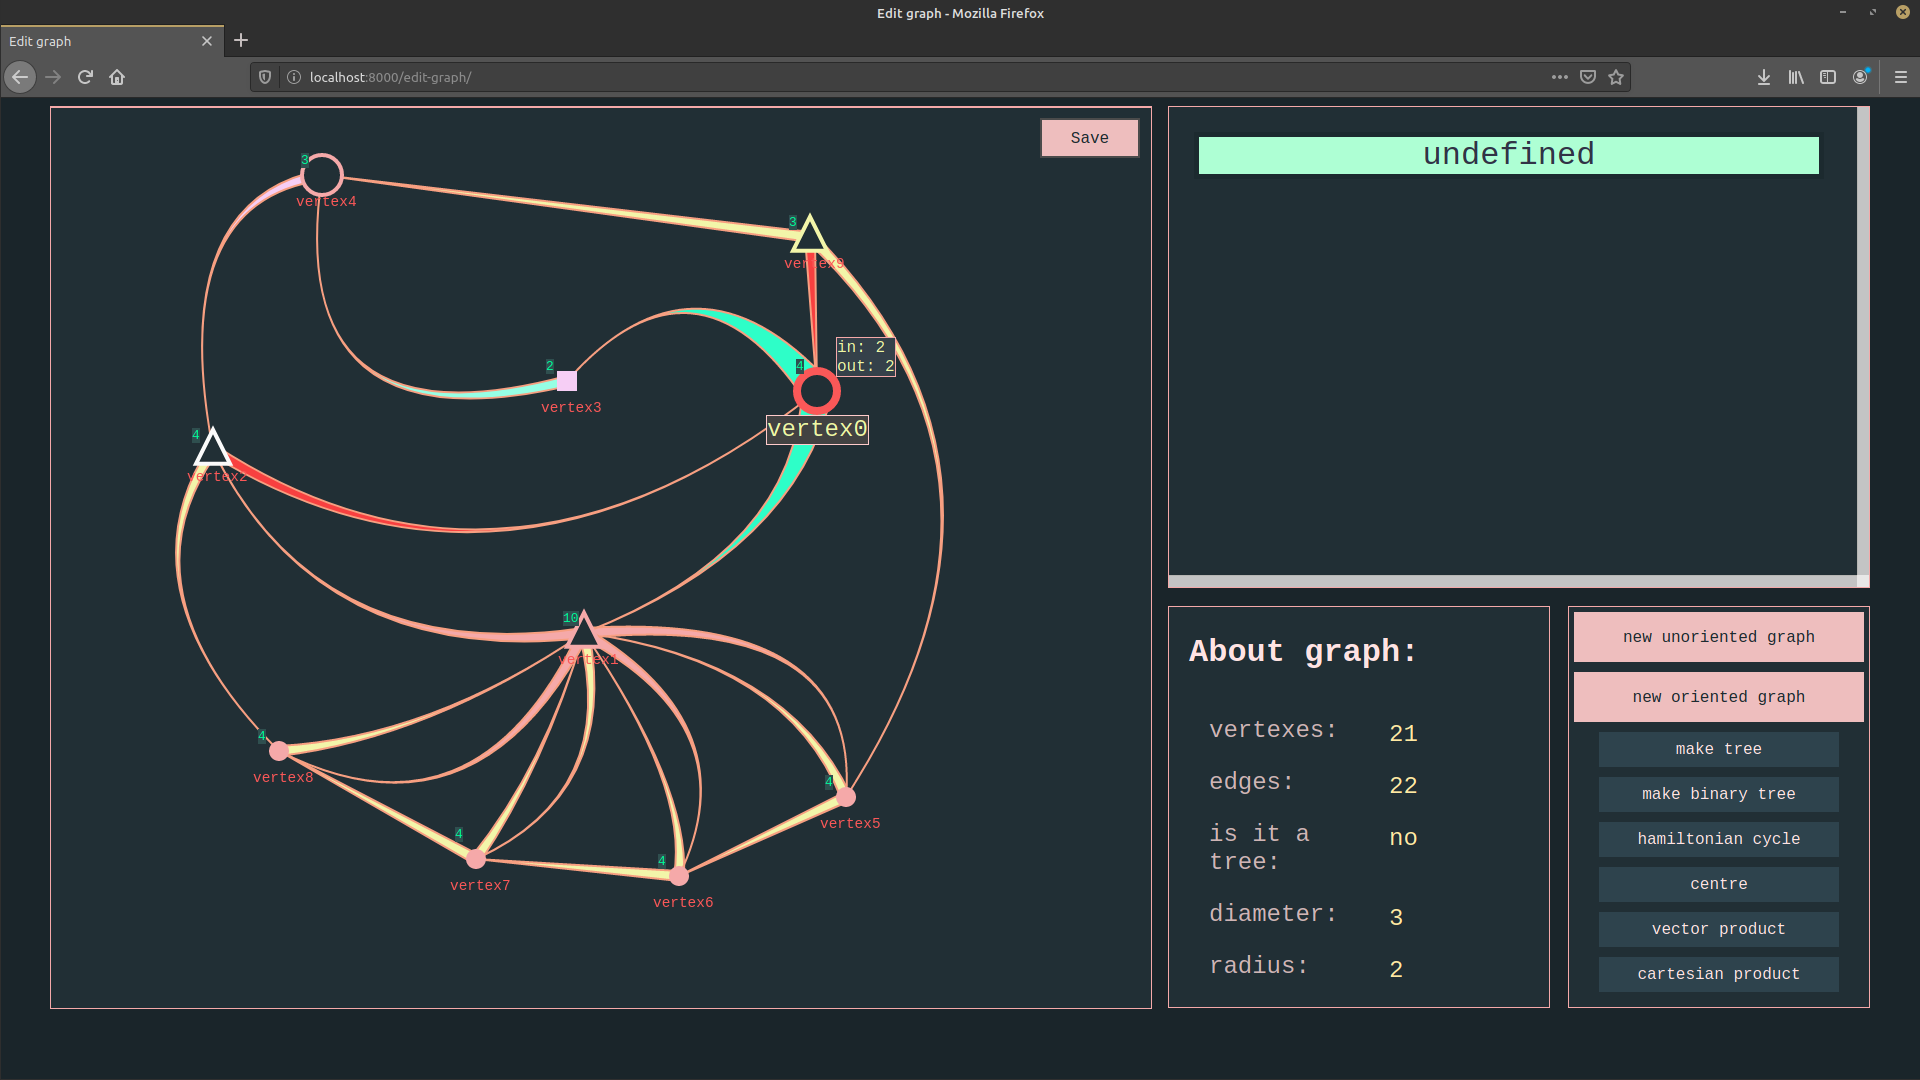 Edit graph - Mozilla Firefox
Edit graph
localhost:8000/edit-graph/
Save
undefined
3
vertex4
3
vertex9
in: 2
out: 2
4
2
vertex3
vertex0
4
vertex2
10
vertex1
4
vertex8
4
vertex5
4
vertex7
4
vertex6
About graph:
vertexes: 21
edges: 22
is it a
tree: no
diameter: 3
radius: 2
new unoriented graph
new oriented graph
make tree
make binary tree
hamiltonian cycle
centre
vector product
cartesian product